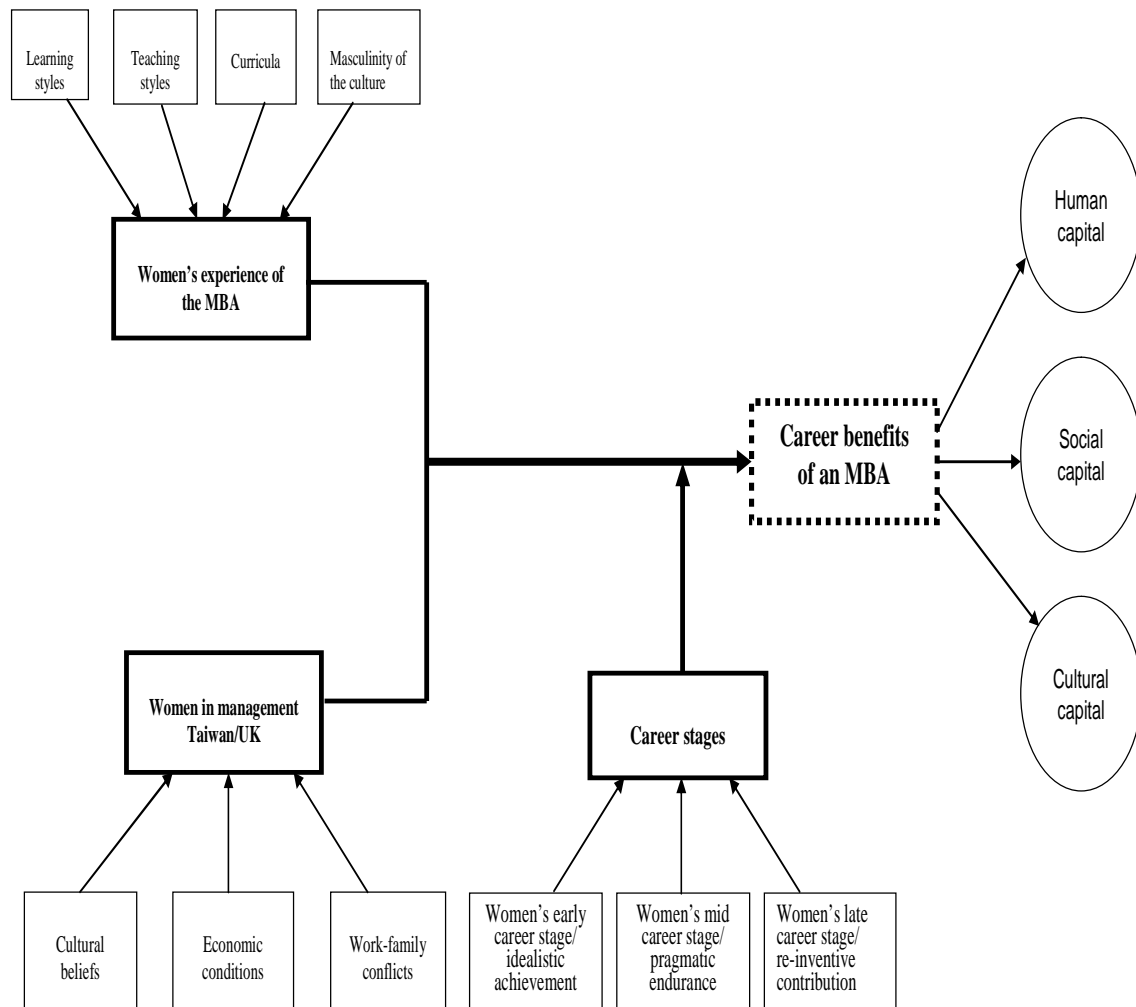 Learning
styles
Teaching
styles
Curricula
Masculinity
of the culture
Women's experience of
the MBA
Human
capital
Career benefits
of an MBA
Social
capital
Women in management
Taiwan/UK
Career stages
Cultural
capital
Cultural
beliefs
Economic
conditions
Work-family
conflicts
Women's early
career stage/
idealistic
achievement
Women's mid
career stage/
pragmatic
endurance
Women's late
career stage/
re-inventive
contribution